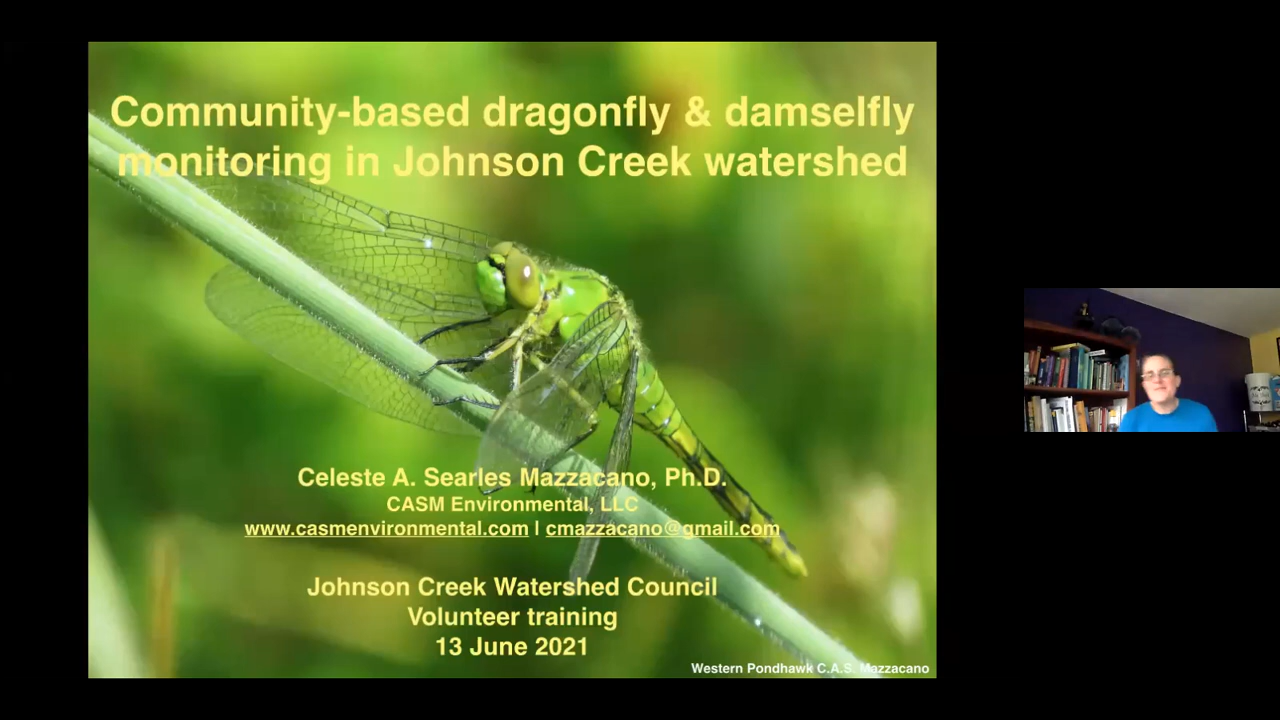 Community-based dragonfly & damselfly
monitoring in Johnson Creek watershed
Celeste A. Searles Mazzacano, Ph.D.
CASM Environmental, LLC
www.casmenvironmental.com | cmazzacano@gmail.com
Johnson Creek Watershed Council
Volunteer training
13 June 2021
Western Pondhawk C.A.S. Mazzacano